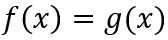 f(x) = g(x)